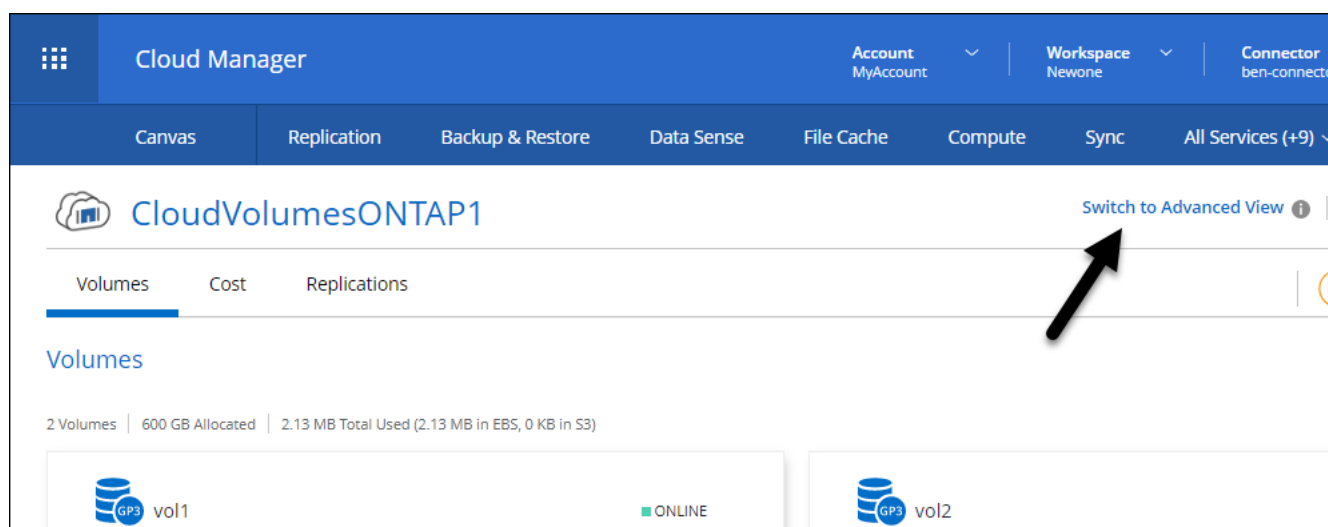 Cloud Manager
Account
MyAccount
Workspace
Newone
Connector
Canvas
Replication
Backup & Restore
Data Sense
File Cache
Compute
Sync
All Services (+9)
CloudVolumesONTAP1
Switch to Advanced View
Volumes
Cost
Replications
Volumes
2 Volumes | 600 GB Allocated | 2.13 MB Total Used (2.13 MB in EBS, 0 KB in S3)
GP3
vol1
ONLINE
GP3
vol2